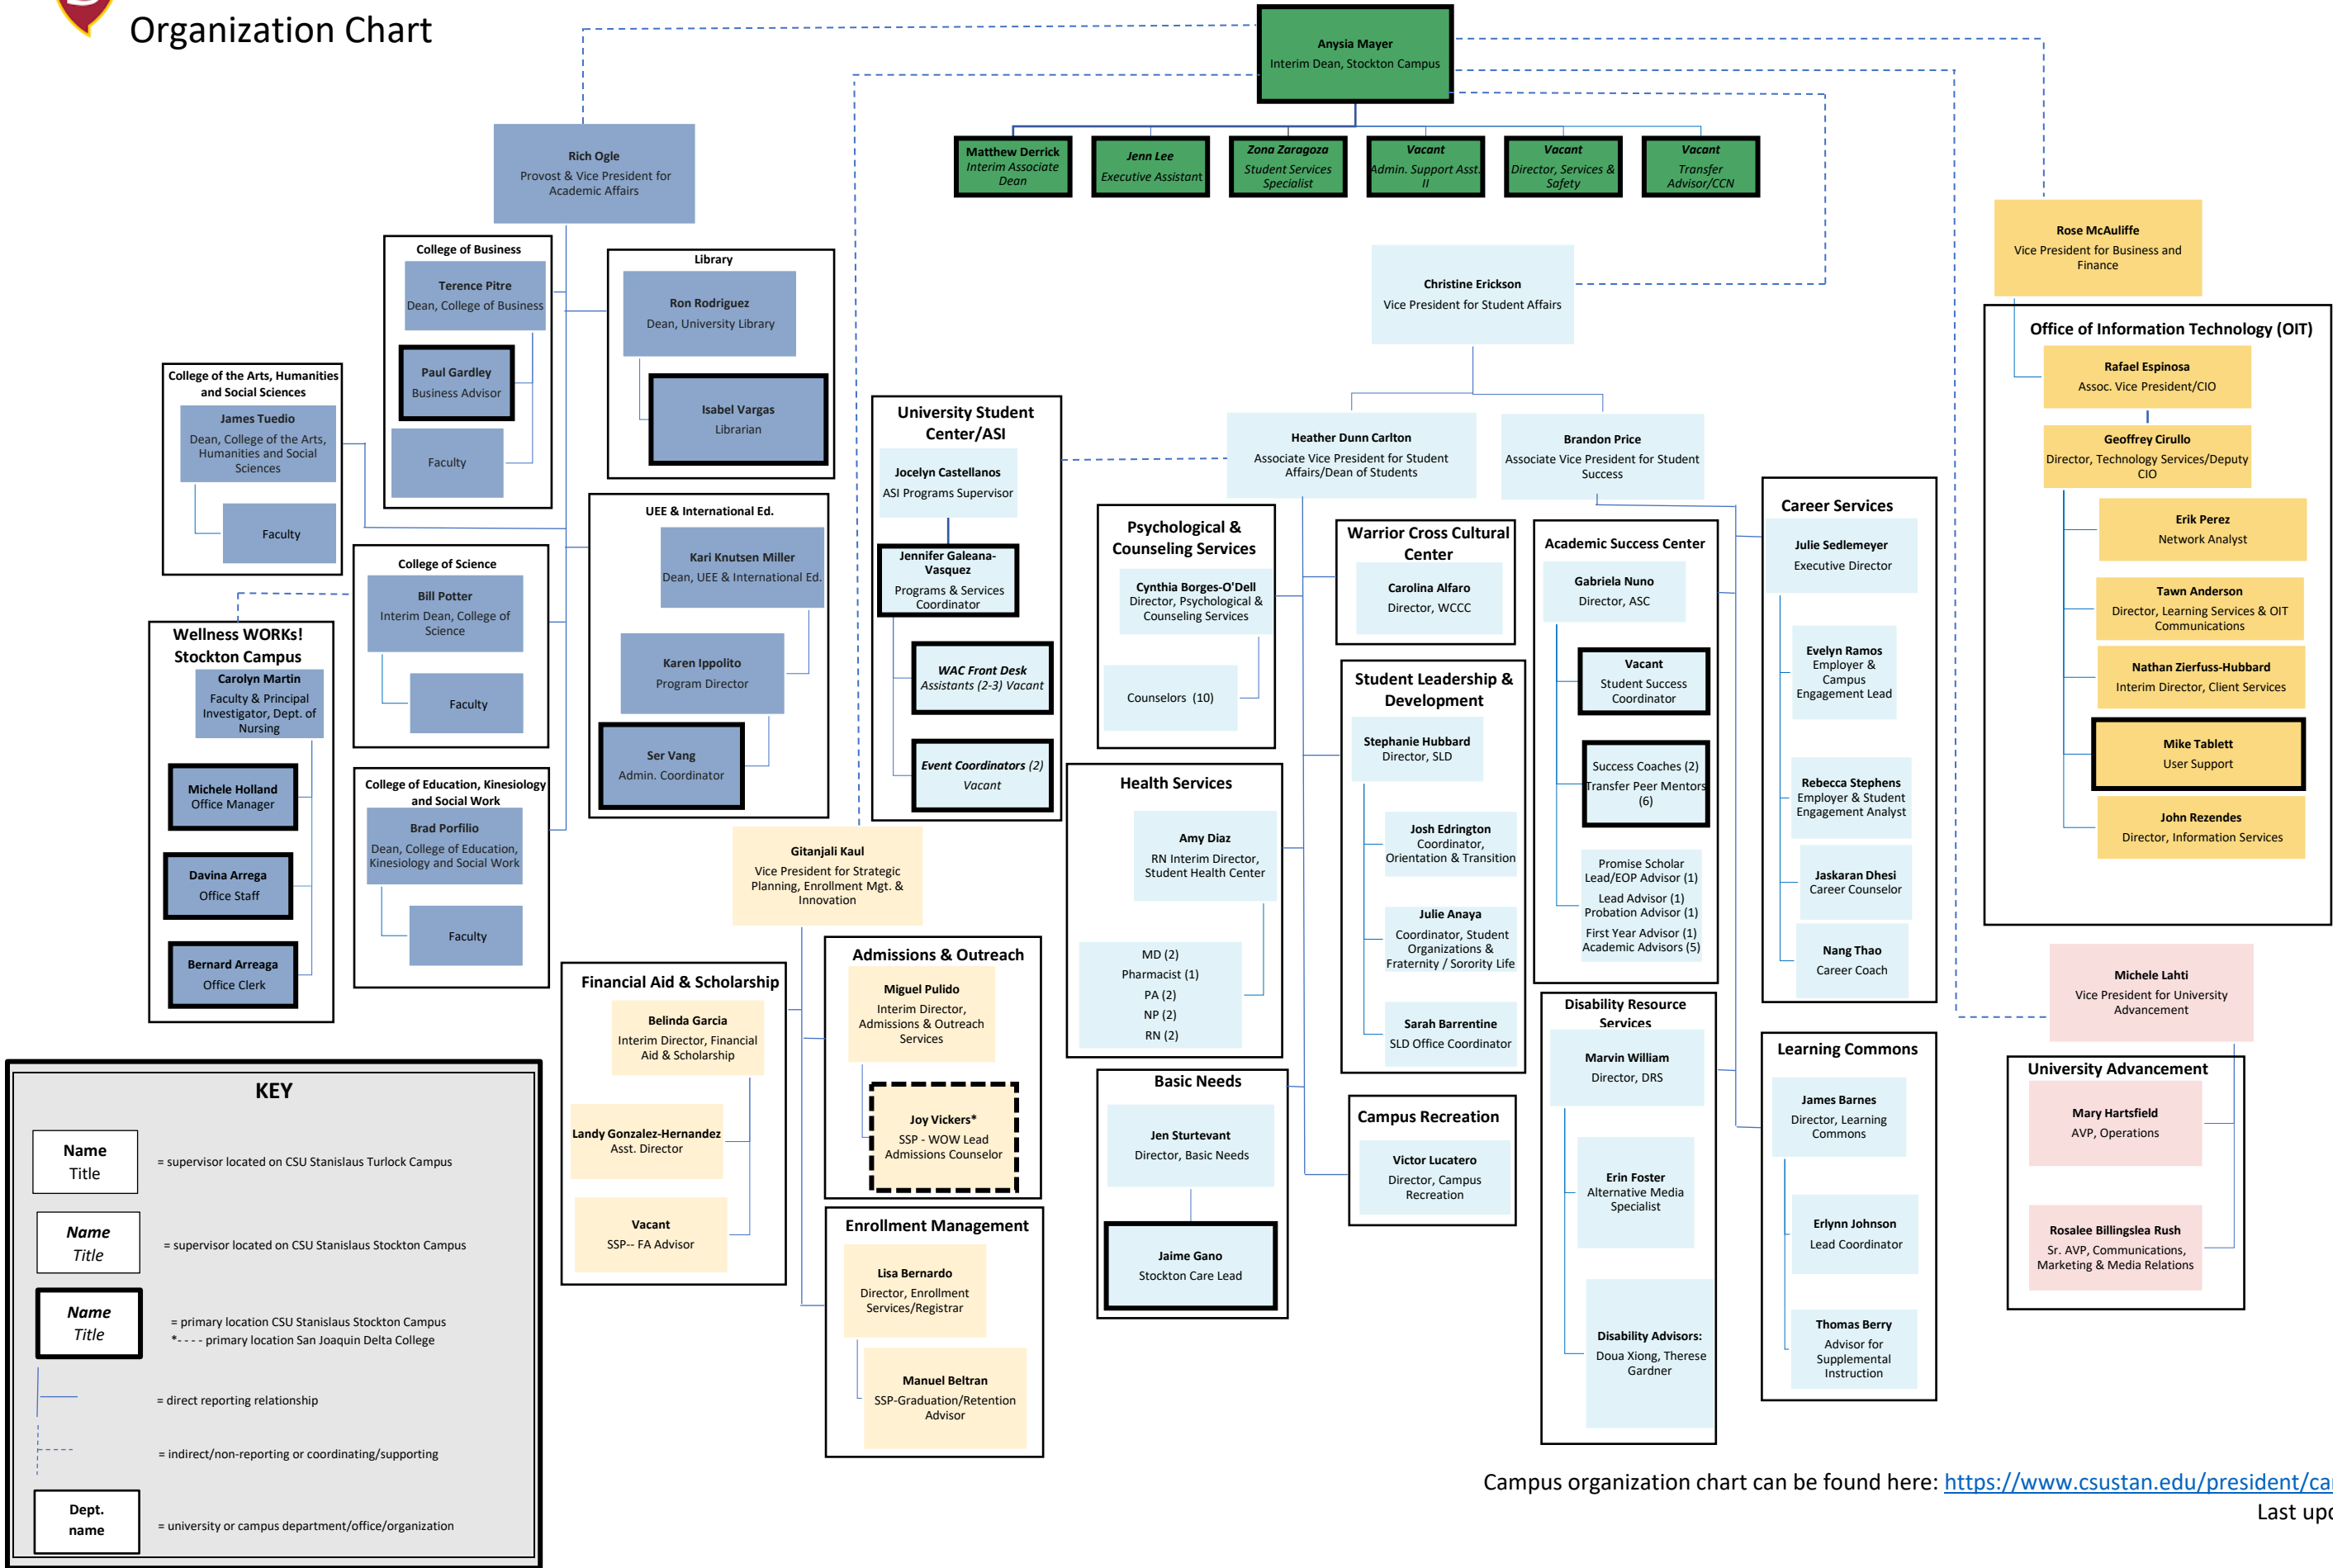 Organization Chart
Anysia Mayer
Interim Dean, Stockton Campus
Matthew Derrick
Interim Associate
Dean
Jenn Lee
Executive Assistant
Zona Zaragoza
Student Services
Specialist
Vacant
Admin. Support Asst.
II
Vacant
Director, Services &
Safety
Vacant
Transfer
Advisor/CCN
Rich Ogle
Provost & Vice President for
Academic Affairs
College of Business
Terence Pitre
Dean, College of Business
Paul Gardley
Business Advisor
Faculty
Library
Ron Rodriguez
Dean, University Library
Isabel Vargas
Librarian
College of the Arts, Humanities
and Social Sciences
James Tuedio
Dean, College of the Arts,
Humanities and Social
Sciences
Faculty
UEE & International Ed.
Kari Knutsen Miller
Dean, UEE & International Ed.
Karen Ippolito
Program Director
Ser Vang
Admin. Coordinator
College of Science
Bill Potter
Interim Dean, College of
Science
Faculty
Wellness WORKs!
Stockton Campus
Carolyn Martin
Faculty & Principal
Investigator, Dept. of
Nursing
Michele Holland
Office Manager
Davina Arrega
Office Staff
Bernard Arreaga
Office Clerk
College of Education, Kinesiology
and Social Work
Brad Porfilio
Dean, College of Education,
Kinesiology and Social Work
Faculty
Gitanjali Kaul
Vice President for Strategic
Planning, Enrollment Mgt. &
Innovation
Financial Aid & Scholarship
Belinda Garcia
Interim Director, Financial
Aid & Scholarship
Landy Gonzalez-Hernandez
Asst. Director
Vacant
SSP-- FA Advisor
Admissions & Outreach
Miguel Pulido
Interim Director,
Admissions & Outreach
Services
Joy Vickers*
SSP - WOW Lead
Admissions Counselor
Enrollment Management
Lisa Bernardo
Director, Enrollment
Services/Registrar
Manuel Beltran
SSP-Graduation/Retention
Advisor
Christine Erickson
Vice President for Student Affairs
Heather Dunn Carlton
Associate Vice President for Student
Affairs/Dean of Students
Brandon Price
Associate Vice President for Student
Success
University Student
Center/ASI
Jocelyn Castellanos
ASI Programs Supervisor
Jennifer Galeana-
Vasquez
Programs & Services
Coordinator
WAC Front Desk
Assistants (2-3) Vacant
Event Coordinators (2)
Vacant
Psychological &
Counseling Services
Cynthia Borges-O'Dell
Director, Psychological &
Counseling Services
Counselors (10)
Warrior Cross Cultural
Center
Carolina Alfaro
Director, WCCC
Student Leadership &
Development
Stephanie Hubbard
Director, SLD
Josh Edrington
Coordinator,
Orientation & Transition
Julie Anaya
Coordinator, Student
Organizations &
Fraternity / Sorority Life
Sarah Barrentine
SLD Office Coordinator
Health Services
Amy Diaz
RN Interim Director,
Student Health Center
MD (2)
Pharmacist (1)
PA (2)
NP (2)
RN (2)
Basic Needs
Jen Sturtevant
Director, Basic Needs
Jaime Gano
Stockton Care Lead
Campus Recreation
Victor Lucatero
Director, Campus
Recreation
Academic Success Center
Gabriela Nuno
Director, ASC
Vacant
Student Success
Coordinator
Success Coaches (2)
Transfer Peer Mentors
(6)
Promise Scholar
Lead/EOP Advisor (1)
Lead Advisor (1)
Probation Advisor (1)
First Year Advisor (1)
Academic Advisors (5)
Disability Resource
Services
Marvin William
Director, DRS
Erin Foster
Alternative Media
Specialist
Disability Advisors:
Doua Xiong, Therese
Gardner
Career Services
Julie Sedlemeyer
Executive Director
Evelyn Ramos
Employer &
Campus
Engagement Lead
Rebecca Stephens
Employer & Student
Engagement Analyst
Jaskaran Dhesi
Career Counselor
Nang Thao
Career Coach
Learning Commons
James Barnes
Director, Learning
Commons
Erlynn Johnson
Lead Coordinator
Thomas Berry
Advisor for
Supplemental
Instruction
Rose McAuliffe
Vice President for Business and
Finance
Office of Information Technology (OIT)
Rafael Espinosa
Assoc. Vice President/CIO
Geoffrey Cirullo
Director, Technology Services/Deputy
CIO
Erik Perez
Network Analyst
Tawn Anderson
Director, Learning Services & OIT
Communications
Nathan Zierfuss-Hubbard
Interim Director, Client Services
Mike Tablett
User Support
John Rezendes
Director, Information Services
Michele Lahti
Vice President for University
Advancement
University Advancement
Mary Hartsfield
AVP, Operations
Rosalee Billingslea Rush
Sr. AVP, Communications,
Marketing & Media Relations
KEY
Name
Title
= supervisor located on CSU Stanislaus Turlock Campus
Name
Title
= supervisor located on CSU Stanislaus Stockton Campus
Name
Title
= primary location CSU Stanislaus Stockton Campus
*- - - - primary location San Joaquin Delta College
= direct reporting relationship
= indirect/non-reporting or coordinating/supporting
Dept.
name
= university or campus department/office/organization
Campus organization chart can be found here: https://www.csustan.edu/president/
Last